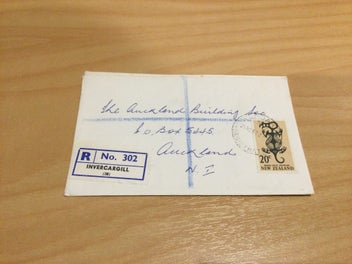 The Auckland Building Soc
P.O. Box 5445
Auckland
N.Z
R No. 302
INVERCARGILL
20c
NEW ZEALAND